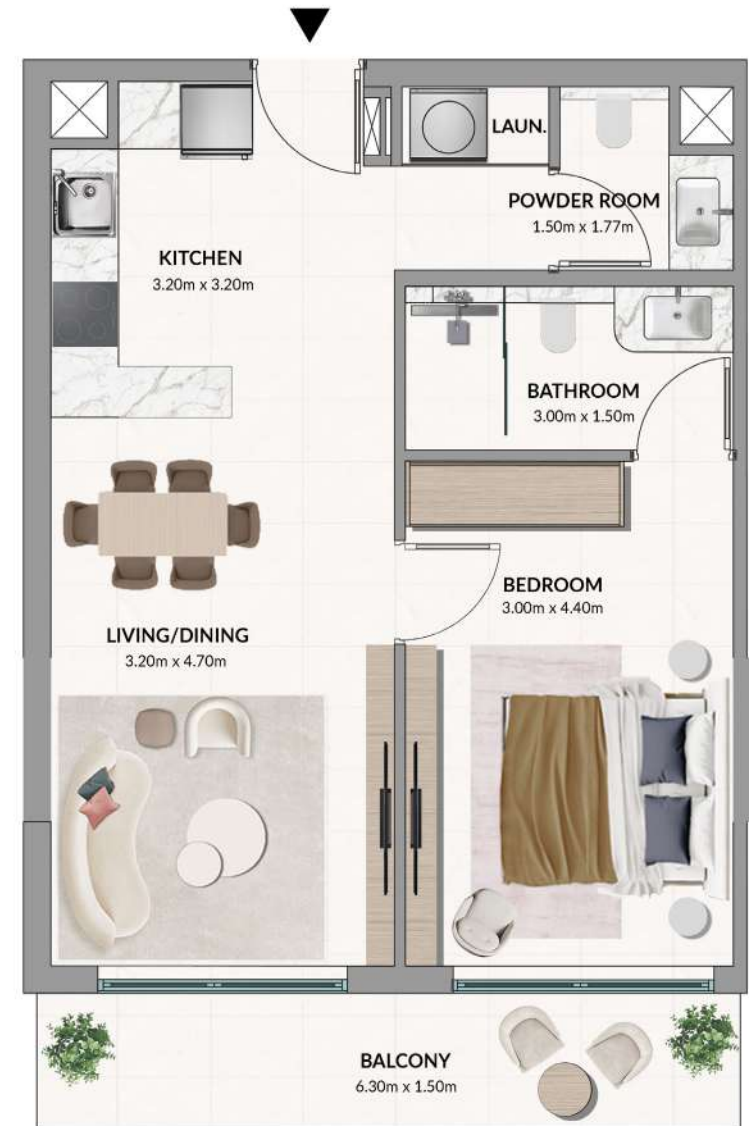 LAUN.
POWDER ROOM
1.50m x 1.77m
KITCHEN
3.20m x 3.20m
BATHROOM
3.00m x 1.50m
BEDROOM
3.00m x 4.40m
LIVING/DINING
3.20m x 4.70m
BALCONY
6.30m x 1.50m